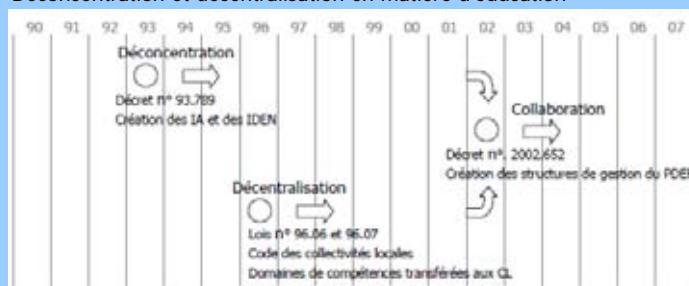 Déconcentration et décentralisation en matière d'éducation
90 91 92 93 94 95 96 97 98 99 00 01 02 03 04 05 06 07
Déconcentration
Décret n° 93.789
Création des IA et des IDEN
Collaboration
Décret n°. 2002.652
Création des structures de gestion du PDEF
Décentralisation
Lois n° 96.06 et 96.07
Code des collectivités locales
Domaines de compétences transférées aux CL